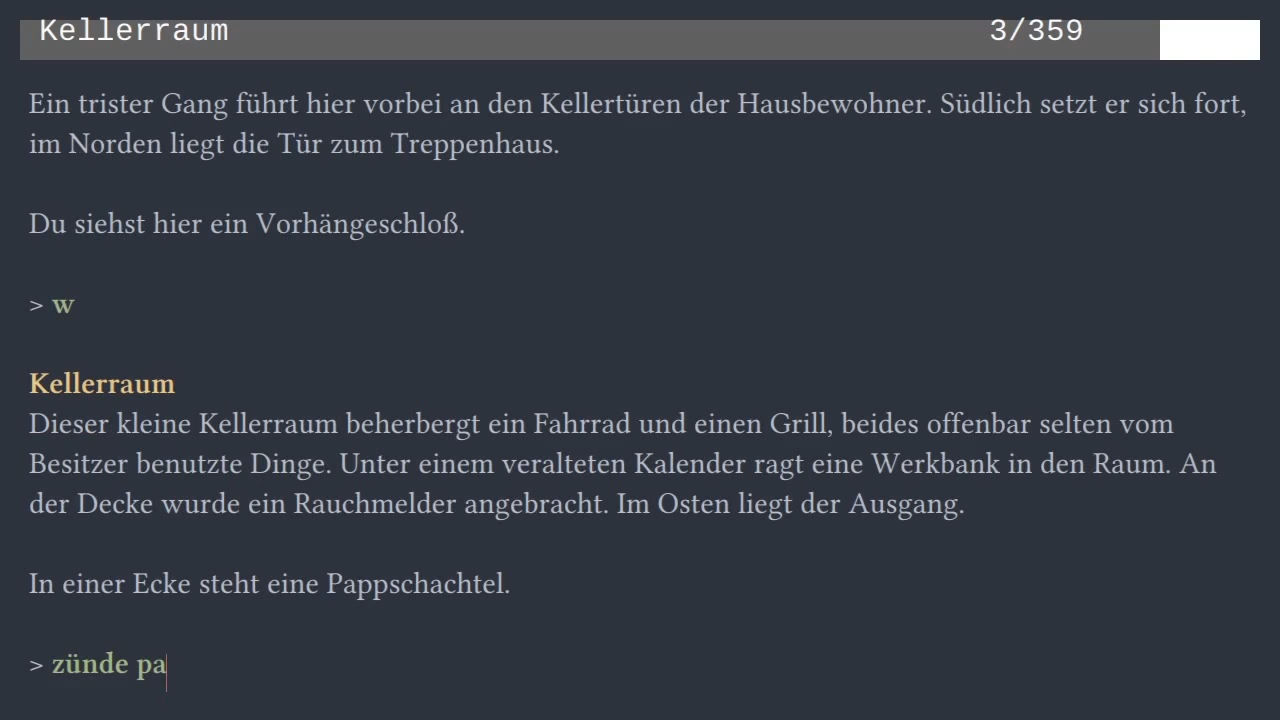 Kellerraum 3/359
Ein trister Gang führt hier vorbei an den Kellertüren der Hausbewohner. Südlich setzt er sich fort,
im Norden liegt die Tür zum Treppenhaus.
Du siehst hier ein Vorhängeschloß.
> w
Kellerraum
Dieser kleine Kellerraum beherbergt ein Fahrrad und einen Grill, beides offenbar selten vom
Besitzer benutzte Dinge. Unter einem veralteten Kalender ragt eine Werkbank in den Raum. An
der Decke wurde ein Rauchmelder angebracht. Im Osten liegt der Ausgang.
In einer Ecke steht eine Pappschachtel.
> zünde pa